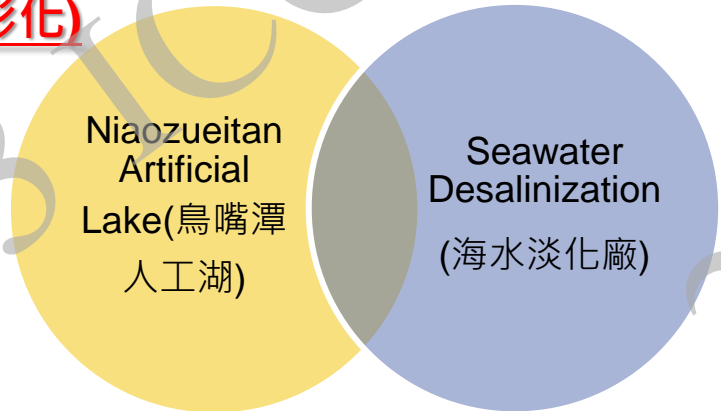 彰化)
Niaozueitan
Artificial
Lake(鳥嘴潭
人工湖)
Seawater
Desalinization
(海水淡化廠)